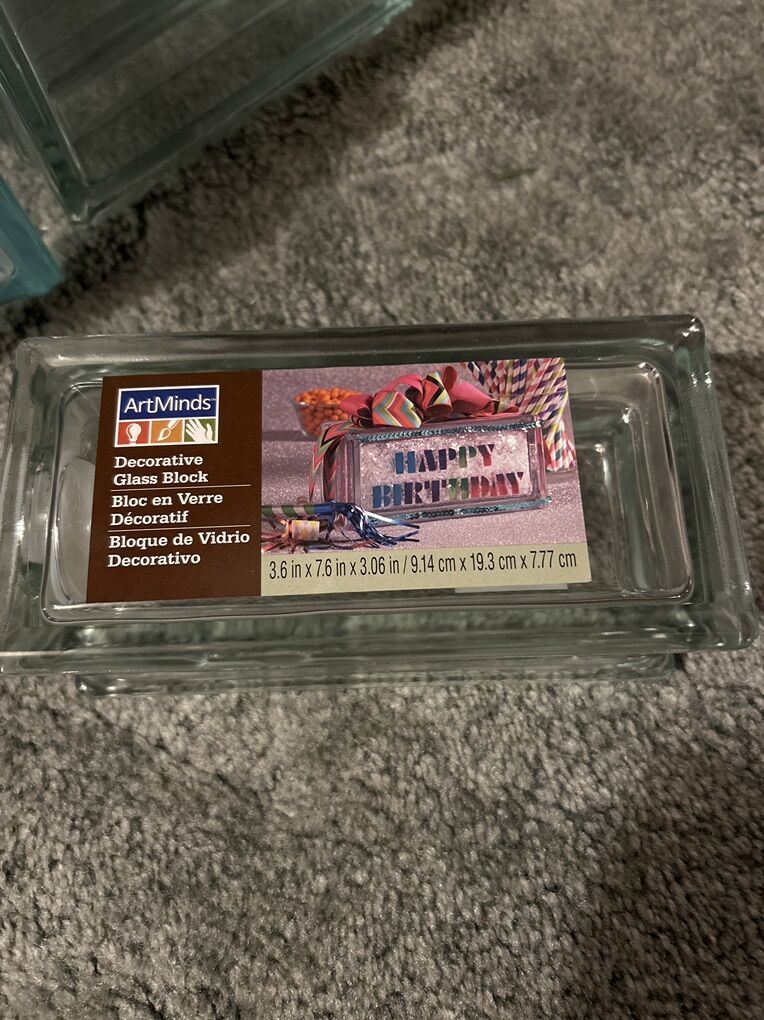 ArtMinds™
Decorative
Glass Block
Bloc en Verre
Décoratif
Bloque de Vidrio
Decorativo
HAPPY
BIRTHDAY
3.6 in x 7.6 in x 3.06 in / 9.14 cm x 19.3 cm x 7.77 cm